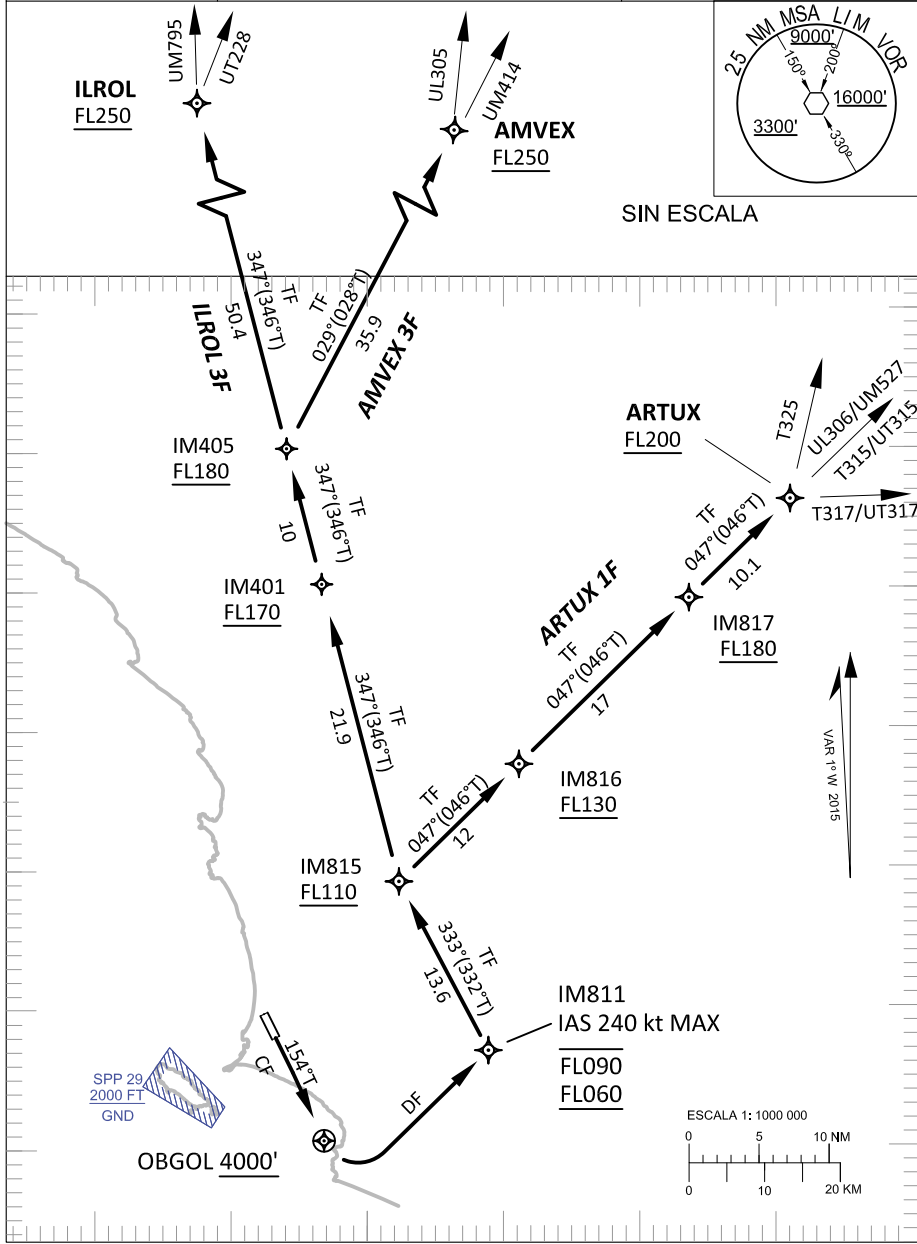 UM795
UT228
ILROL
FL250
UL305
UM414
AMVEX
FL250
25 NM MSA LIM VOR
9000'
150º
200º
16000'
3300'
330º
SIN ESCALA
TF
347°(346°T)
50.4
ILROL 3F
TF
029°(028°T)
35.9
AMVEX 3F
IM405
FL180
TF
347°(346°T)
10
ARTUX
FL200
T325
UL306/UM527
T315/UT315
T317/UT317
TF
047°(046°T)
10.1
IM401
FL170
ARTUX 1F
IM817
FL180
TF
047°(046°T)
17
TF
347°(346°T)
21.9
VAR 1º W 2015
TF
047°(046°T)
12
IM816
FL130
IM815
FL110
TF
333°(332°T)
13.6
IM811
IAS 240 kt MAX
FL090
FL060
154°T
CF
DF
SPP 29
2000 FT
GND
OBGOL 4000'
ESCALA 1: 1000 000
0 5 10 NM
0 10 20 KM